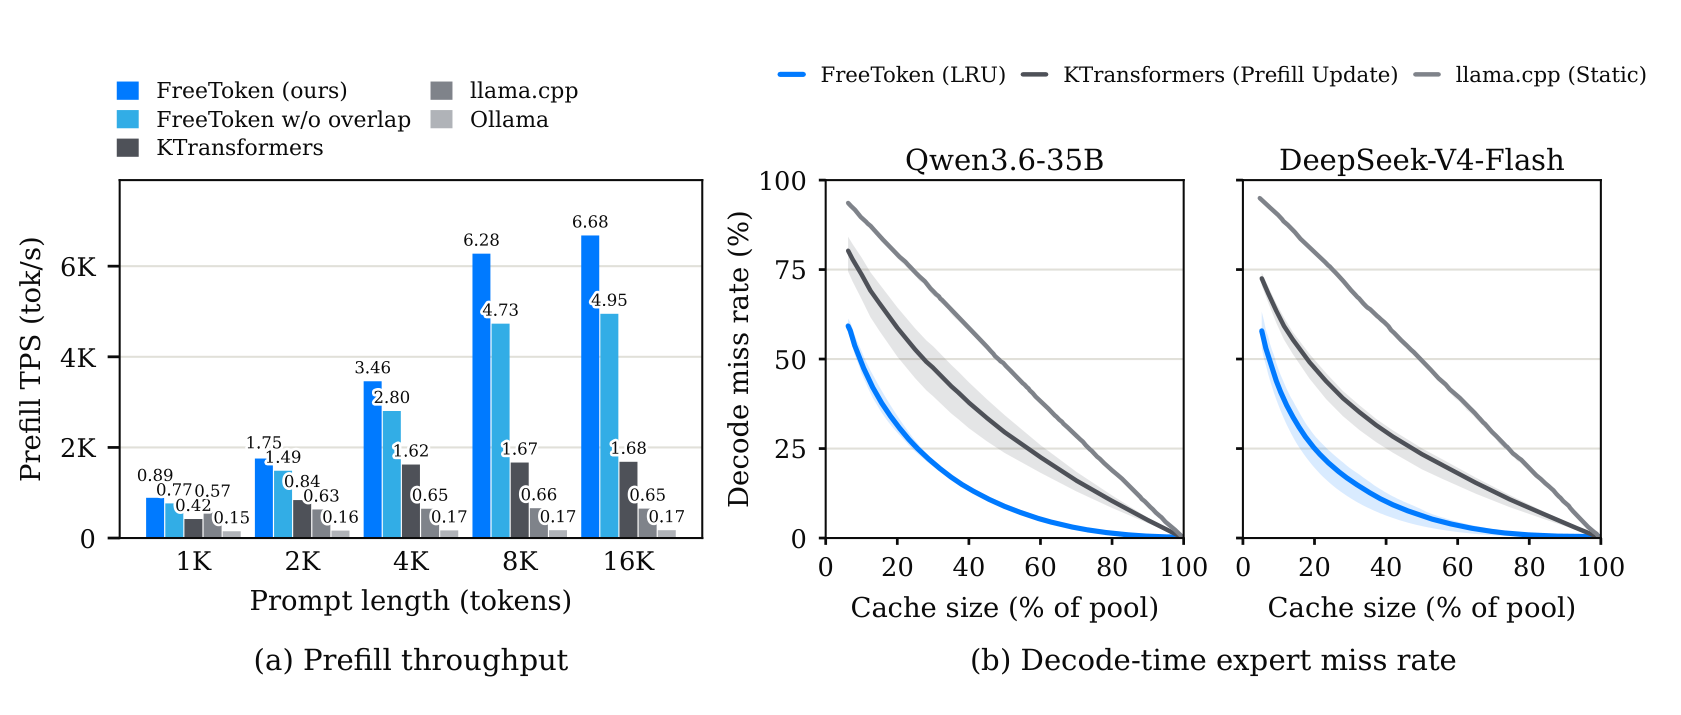 FreeToken (ours)
FreeToken w/o overlap
KTransformers
llama.cpp
Ollama
Prefill TPS (tok/s)
6K
4K
2K
0
0.89
0.77
0.42
0.57
0.15
1.75
1.49
0.84
0.63
0.16
3.46
2.80
1.62
0.65
0.17
6.28
4.73
1.67
0.66
0.17
6.68
4.95
1.68
0.65
0.17
1K 2K 4K 8K 16K
Prompt length (tokens)
(a) Prefill throughput
FreeToken (LRU) KTransformers (Prefill Update) llama.cpp (Static)
Qwen3.6-35B
Decode miss rate (%)
100
75
50
25
0
0 20 40 60 80 100
Cache size (% of pool)
DeepSeek-V4-Flash
0 20 40 60 80 100
Cache size (% of pool)
(b) Decode-time expert miss rate